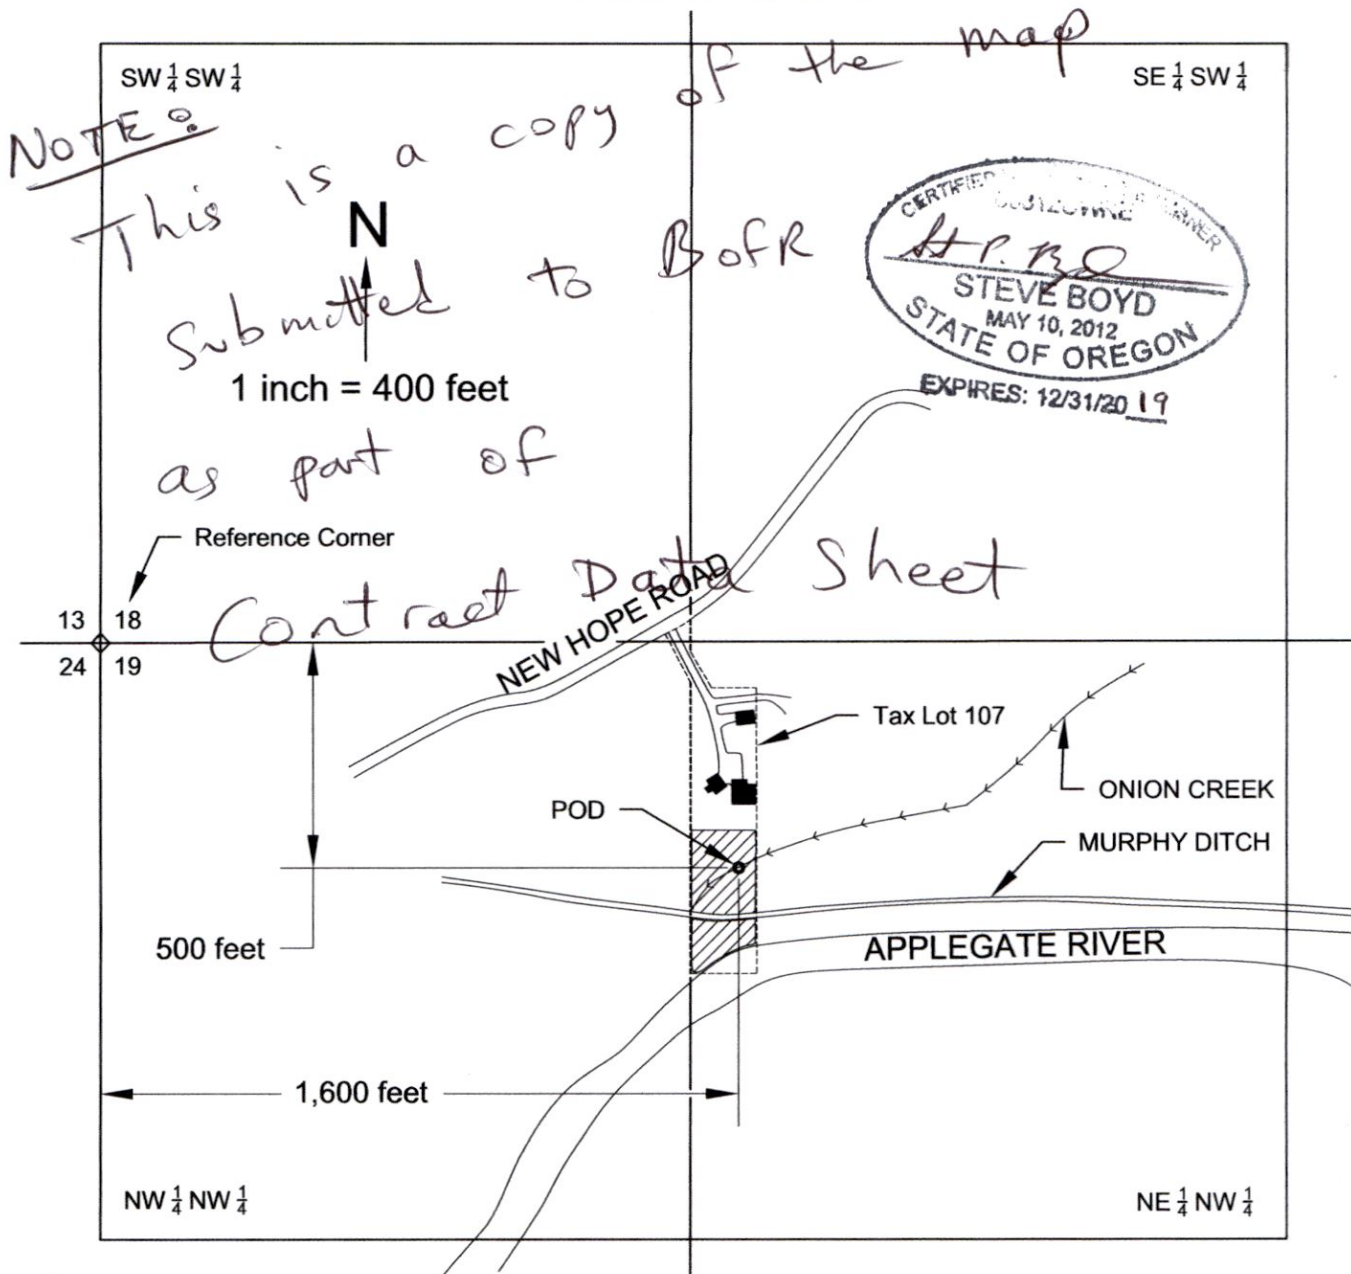 SW 1/4 SW 1/4
SE 1/4 SW 1/4
NOTE:
This is a copy of the map
submitted to BofR
as part of
Contract Data Sheet
N
1 inch = 400 feet
CERTIFIED
STEVE BOYD
MAY 10, 2012
STATE OF OREGON
EXPIRES: 12/31/2019
Reference Corner
13 18
24 19
NEW HOPE ROAD
Tax Lot 107
POD
ONION CREEK
MURPHY DITCH
500 feet
APPLEGATE RIVER
1,600 feet
NW 1/4 NW 1/4
NE 1/4 NW 1/4